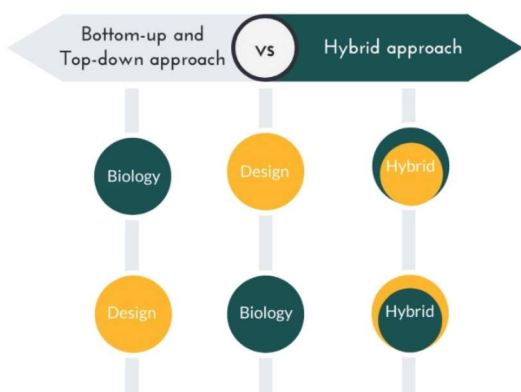 Bottom-up and
Top-down approach
vs
Hybrid approach
Biology
Design
Hybrid
Design
Biology
Hybrid